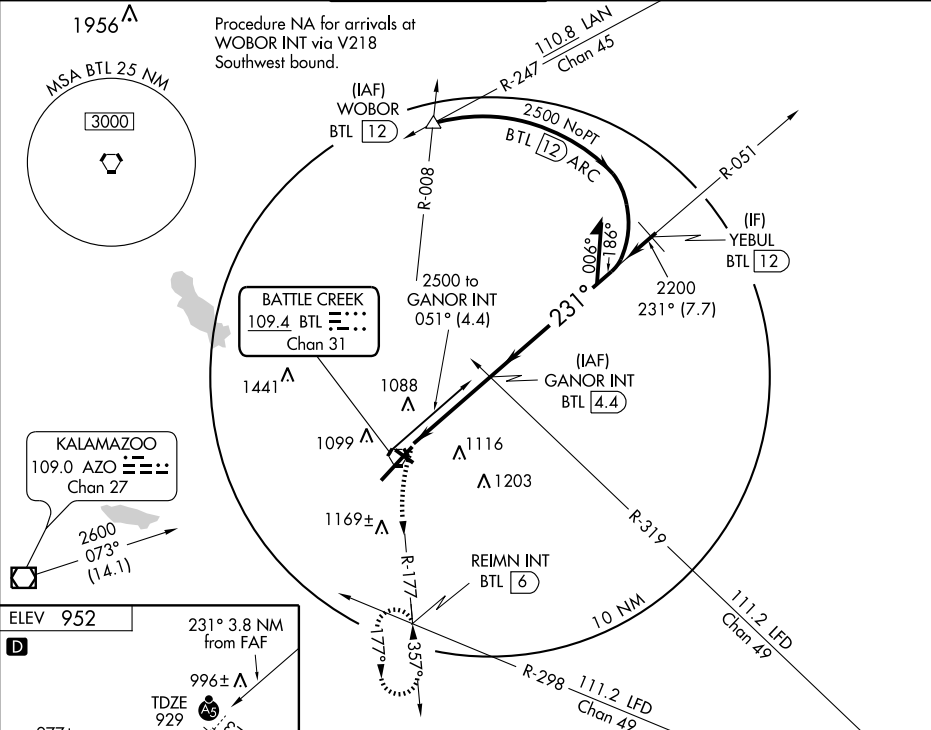 1956
Procedure NA for arrivals at
WOBOR INT via V218
Southwest bound.
110.8 LAN
Chan 45
R-247
MSA BTL 25 NM
3000
(IAF)
WOBOR
BTL 12
2500 NoPT
BTL 12 ARC
R-008
R-051
(IF)
YEBUL
BTL 12
006°
186°
2200
231° (7.7)
2500 to
GANOR INT
051° (4.4)
231°
BATTLE CREEK
109.4 BTL
Chan 31
(IAF)
GANOR INT
BTL 4.4
1441
1088
1099
1116
1203
KALAMAZOO
109.0 AZO
Chan 27
1169±
2600
073°
(14.1)
R-319
REIMN INT
BTL 6
R-177
10 NM
111.2 LFD
Chan 49
177°
357°
R-298
111.2 LFD
Chan 49
ELEV 952
D
231° 3.8 NM
from FAF
996±
TDZE
929
A5